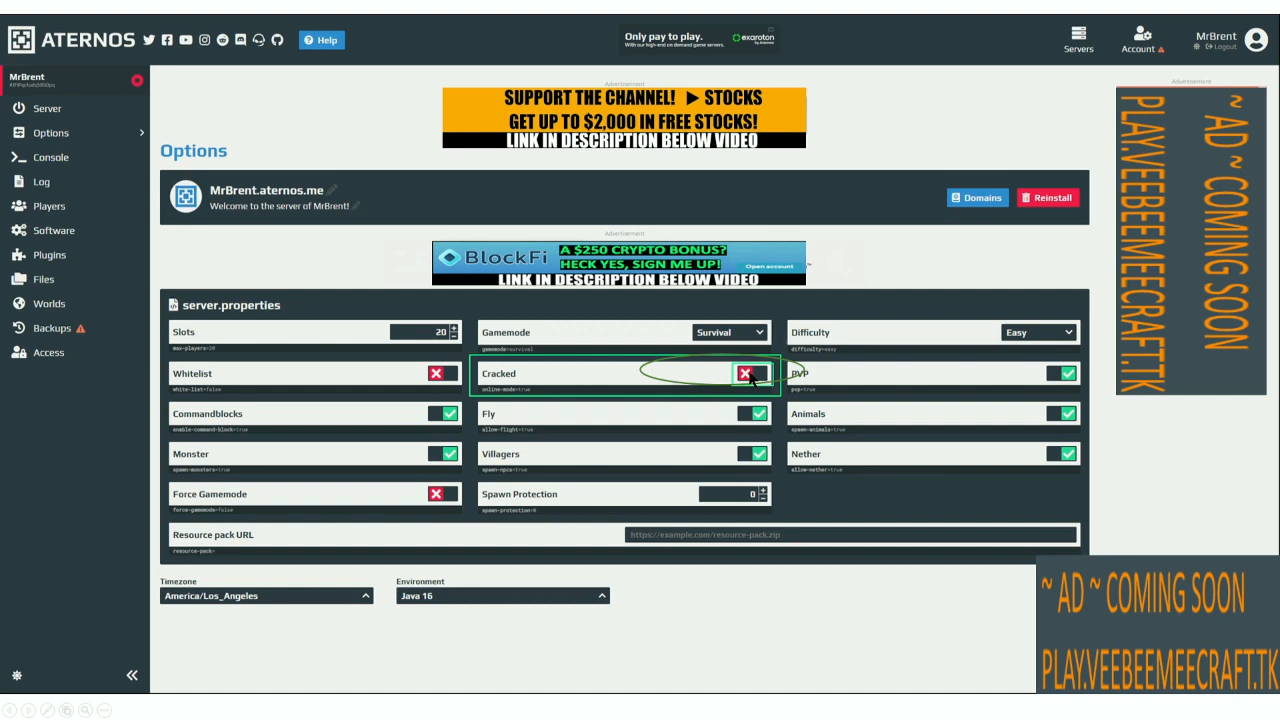 ATERNOS
Help
Only pay to play.
With our high-end on demand game servers.
exaroton
by Aternos
Servers
Account
MrBrent
Logout
MrBrent
Server
Options
Console
Log
Players
Software
Plugins
Files
Worlds
Backups
Access
Advertisement
SUPPORT THE CHANNEL! ▶ STOCKS
GET UP TO $2,000 IN FREE STOCKS!
LINK IN DESCRIPTION BELOW VIDEO
Options
MrBrent.aternos.me
Welcome to the server of MrBrent!
Domains
Reinstall
Advertisement
BlockFi
A $250 CRYPTO BONUS?
HECK YES, SIGN ME UP!
Open account
LINK IN DESCRIPTION BELOW VIDEO
server.properties
Slots
20
max-players=20
Gamemode
Survival
gamemode=survival
Difficulty
Easy
difficulty=easy
Whitelist
white-list=false
Cracked
online-mode=true
PVP
pvp=true
Commandblocks
enable-command-block=true
Fly
allow-flight=true
Animals
spawn-animals=true
Monster
spawn-monsters=true
Villagers
spawn-npcs=true
Nether
allow-nether=true
Force Gamemode
force-gamemode=false
Spawn Protection
0
spawn-protection=0
Resource pack URL
https://example.com/resource-pack.zip
resource-pack=
Timezone
America/Los_Angeles
Environment
Java 16
Advertisement
~ AD ~ COMING SOON
PLAY.VEEBEEMEECRAFT.TK
~ AD ~ COMING SOON
PLAY.VEEBEEMEECRAFT.TK